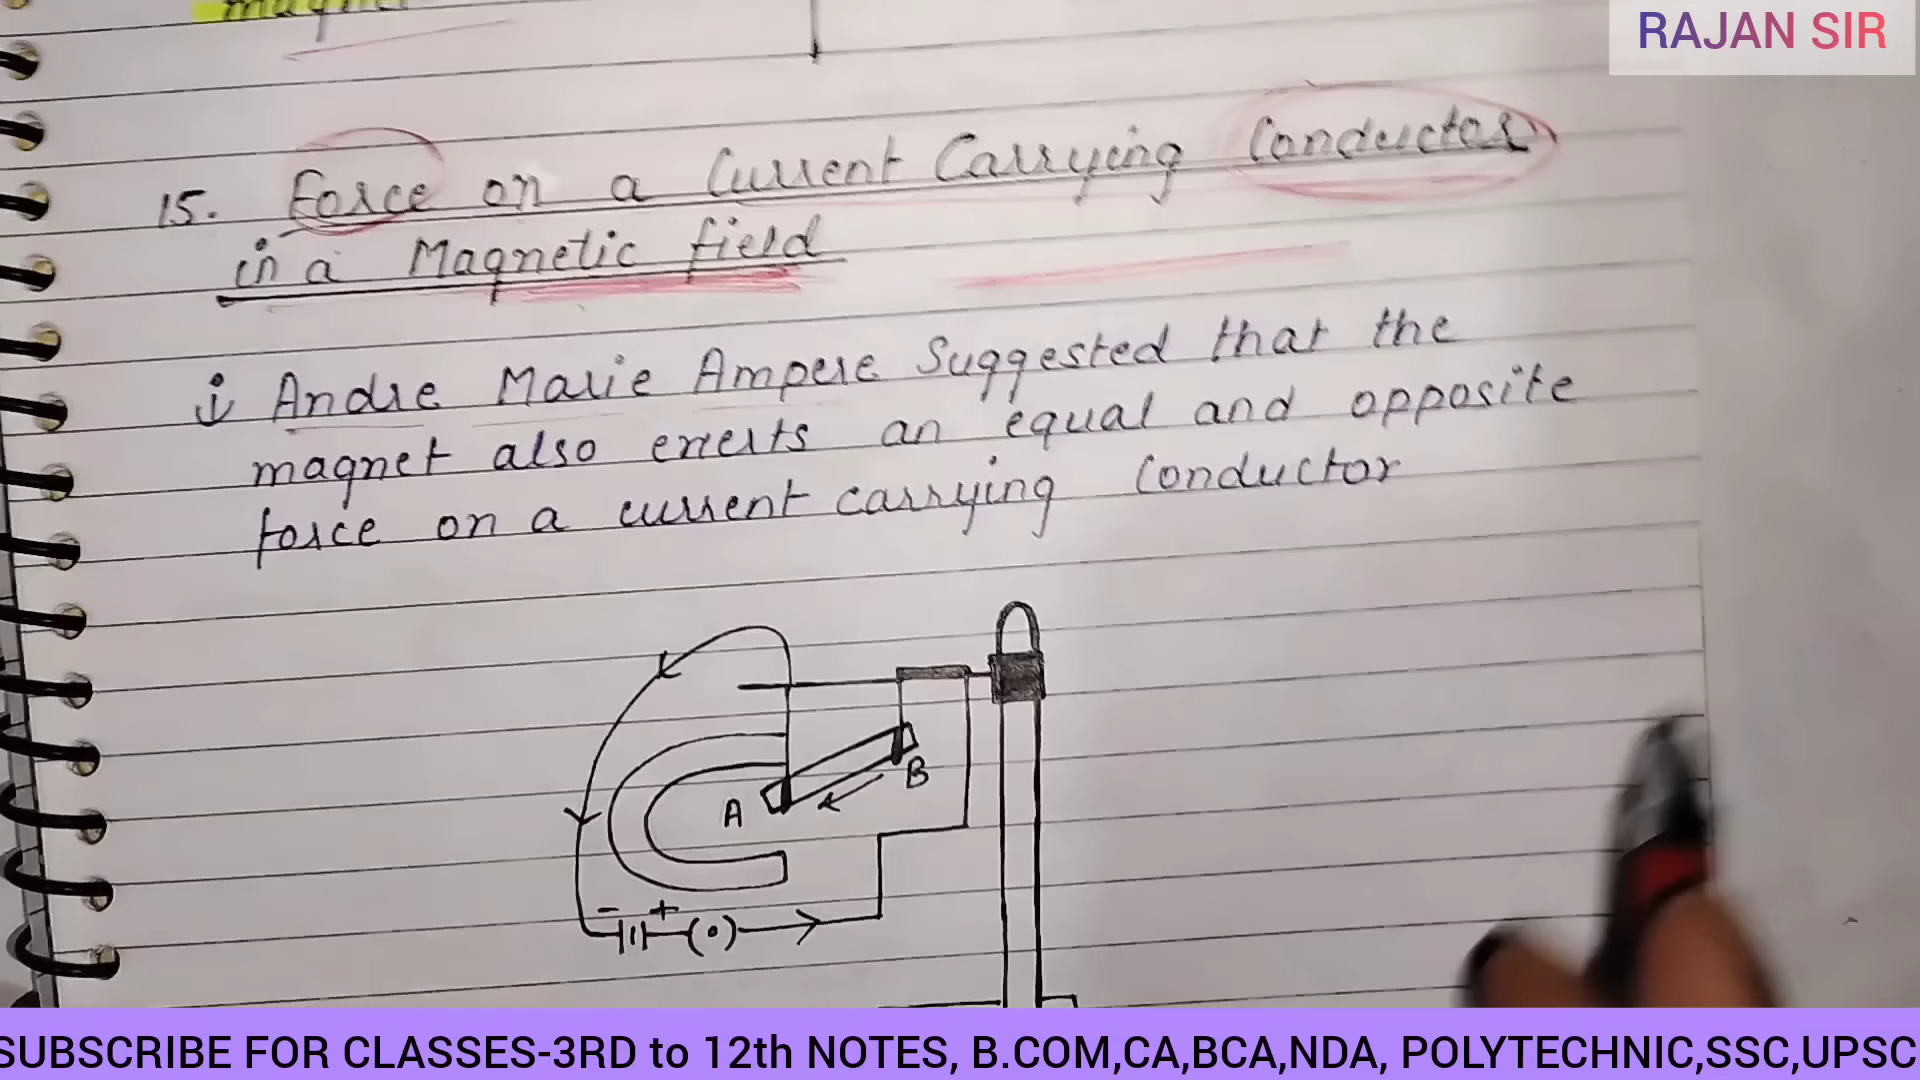 RAJAN SIR
15. Force on a Current Carrying Conductor
in a Magnetic field
i Andre Marie Ampere Suggested that the
magnet also exerts an equal and opposite
force on a current carrying Conductor
A
B
- +
SUBSCRIBE FOR CLASSES-3RD to 12th NOTES, B.COM,CA,BCA,NDA, POLYTECHNIC,SSC,UPSC